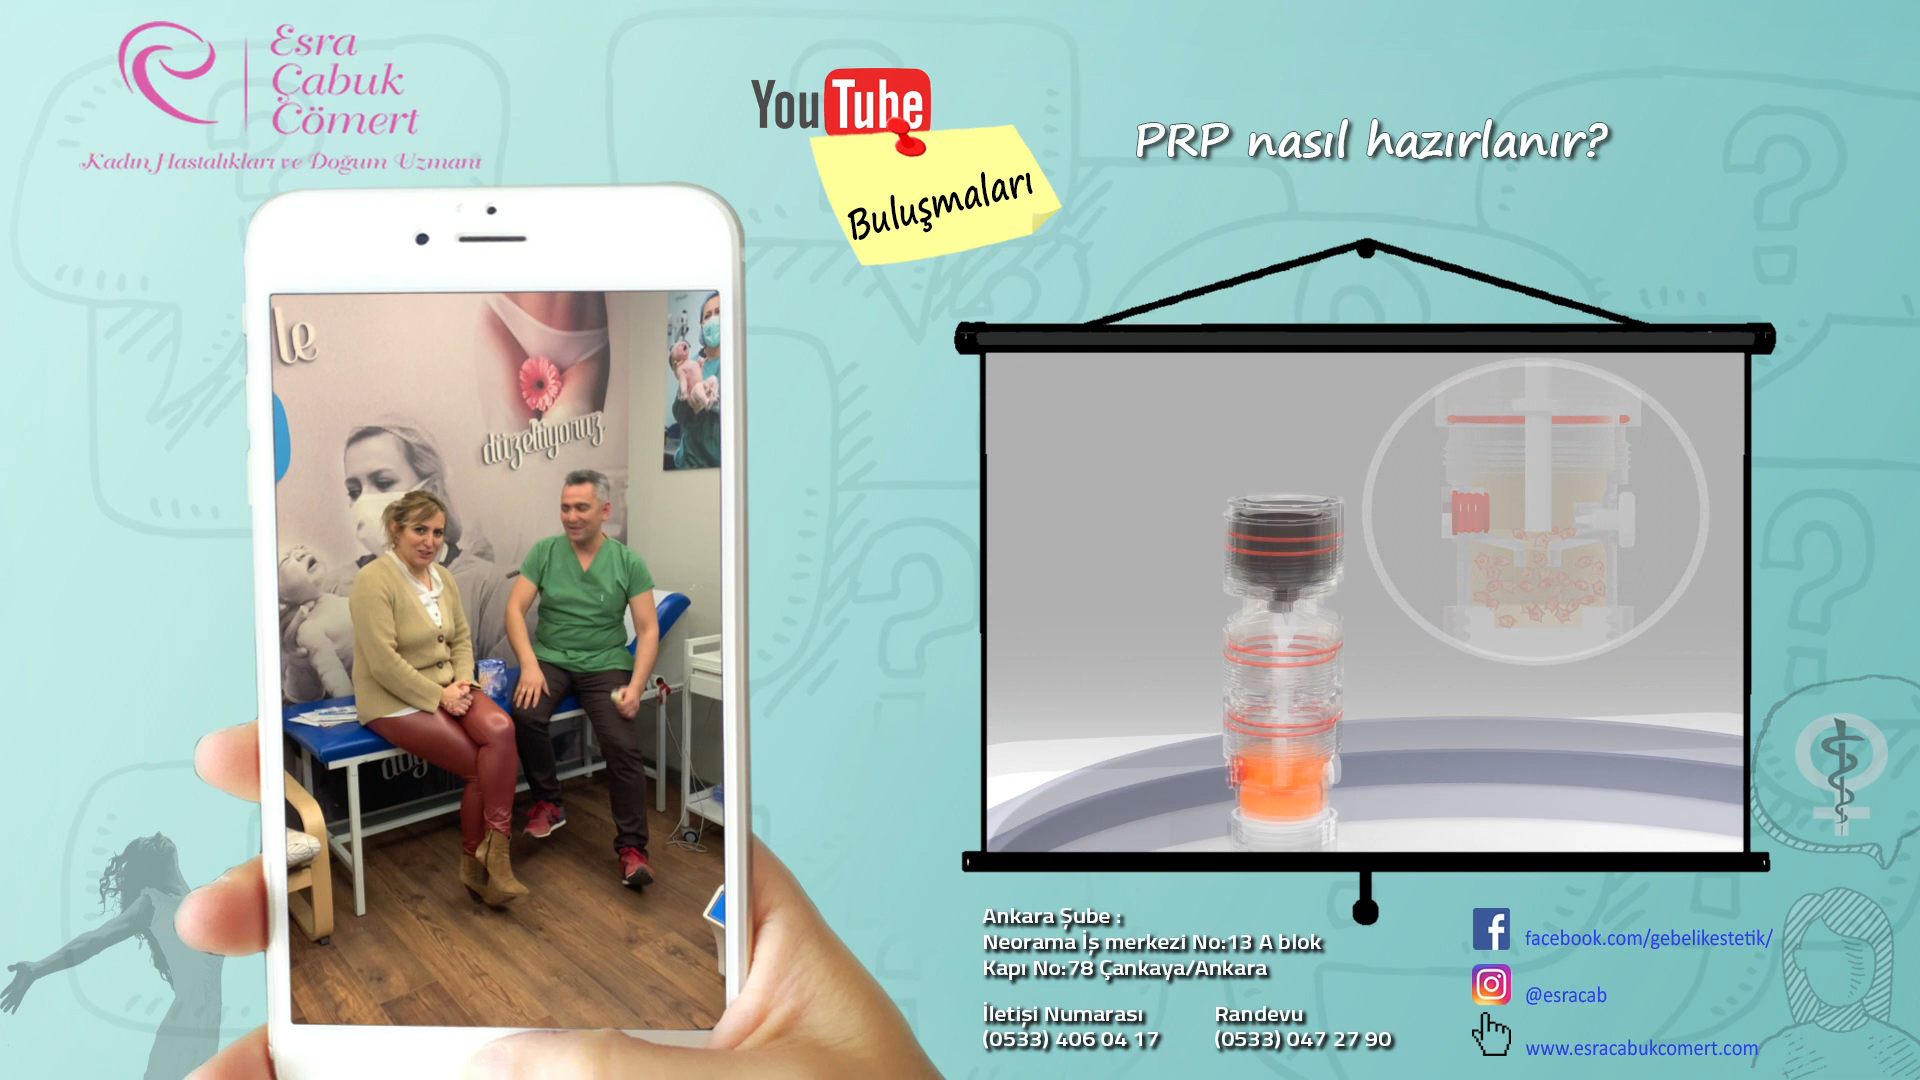 Esra
Çabuk
Çömert
Kadın Hastalıkları ve Doğum Uzmanı
YouTube
Buluşmaları
PRP nasıl hazırlanır?
le
düzeltiyoruz
Ankara Şube :
Neorama İş merkezi No:13 A blok
Kapı No:78 Çankaya/Ankara
İletişi Numarası
(0533) 406 04 17
Randevu
(0533) 047 27 90
facebook.com/gebelikestetik/
@esracab
www.esracabukcomert.com